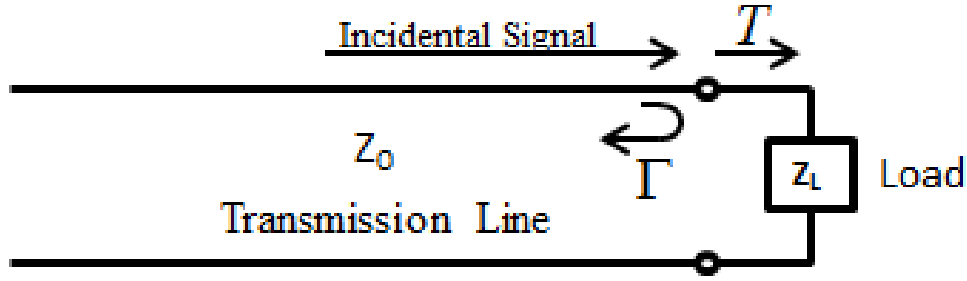 Incidental Signal
T
Z0
Γ
ZL
Load
Transmission Line